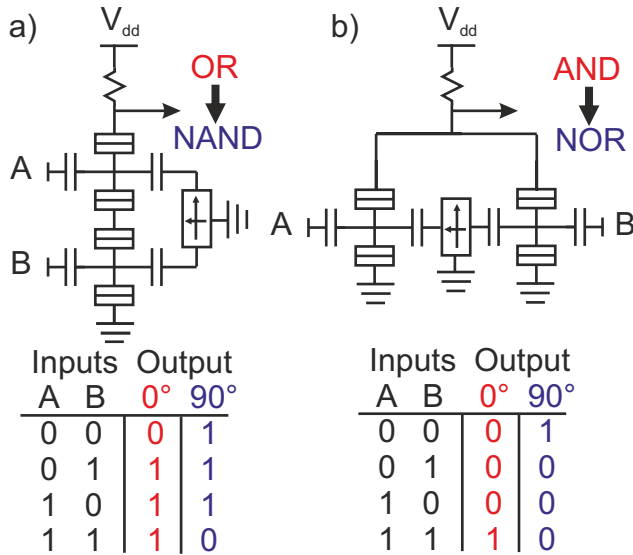 a)
V_dd
OR
NAND
A
B
Inputs Output
A B 0° 90°
0 0 0 1
0 1 1 1
1 0 1 1
1 1 1 0
b)
V_dd
AND
NOR
A
B
Inputs Output
A B 0° 90°
0 0 0 1
0 1 0 0
1 0 0 0
1 1 1 0